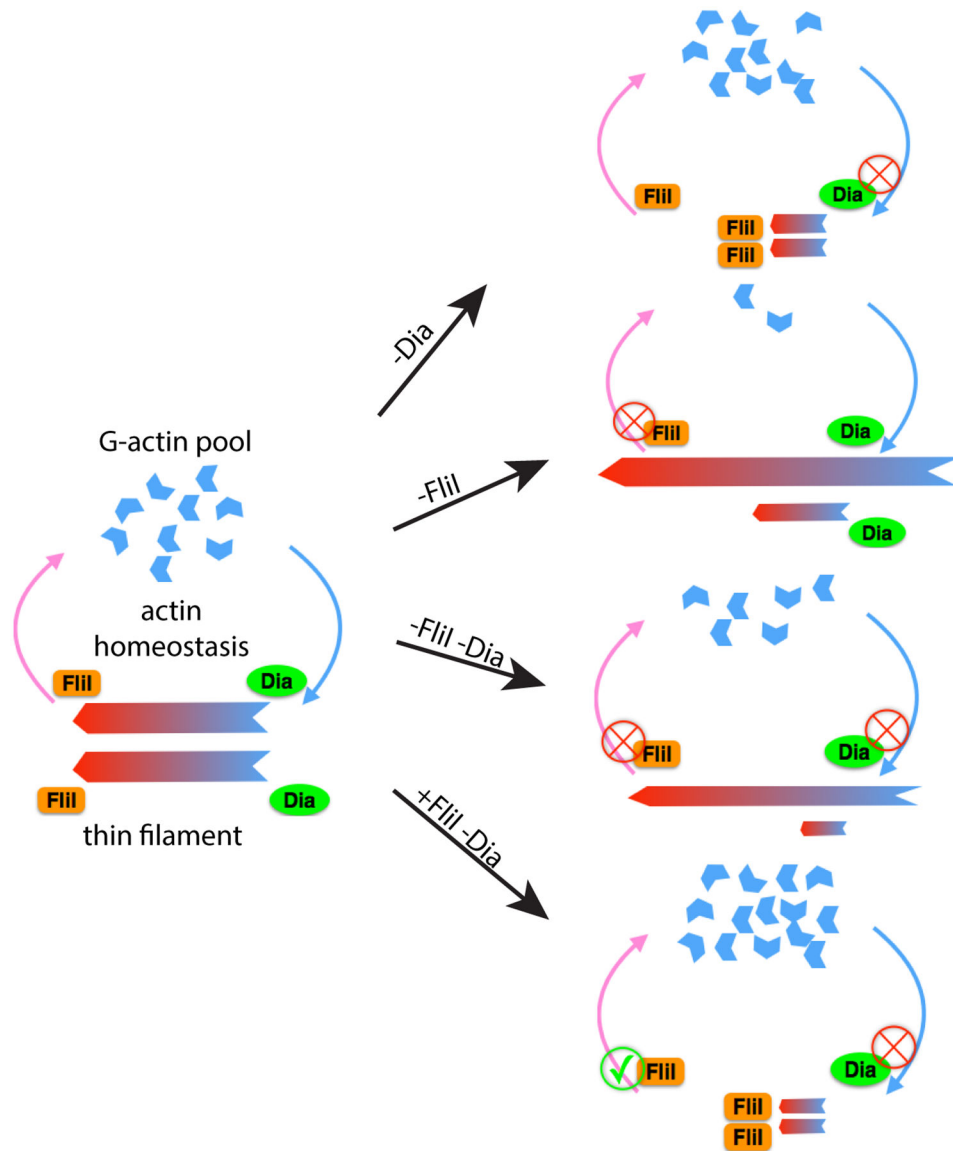 G-actin pool
actin
homeostasis
FliI
Dia
FliI
Dia
thin filament
-Dia
-FliI
-FliI -Dia
+FliI -Dia
FliI
Dia
FliI
FliI
FliI
Dia
Dia
FliI
Dia
FliI
Dia
FliI
FliI